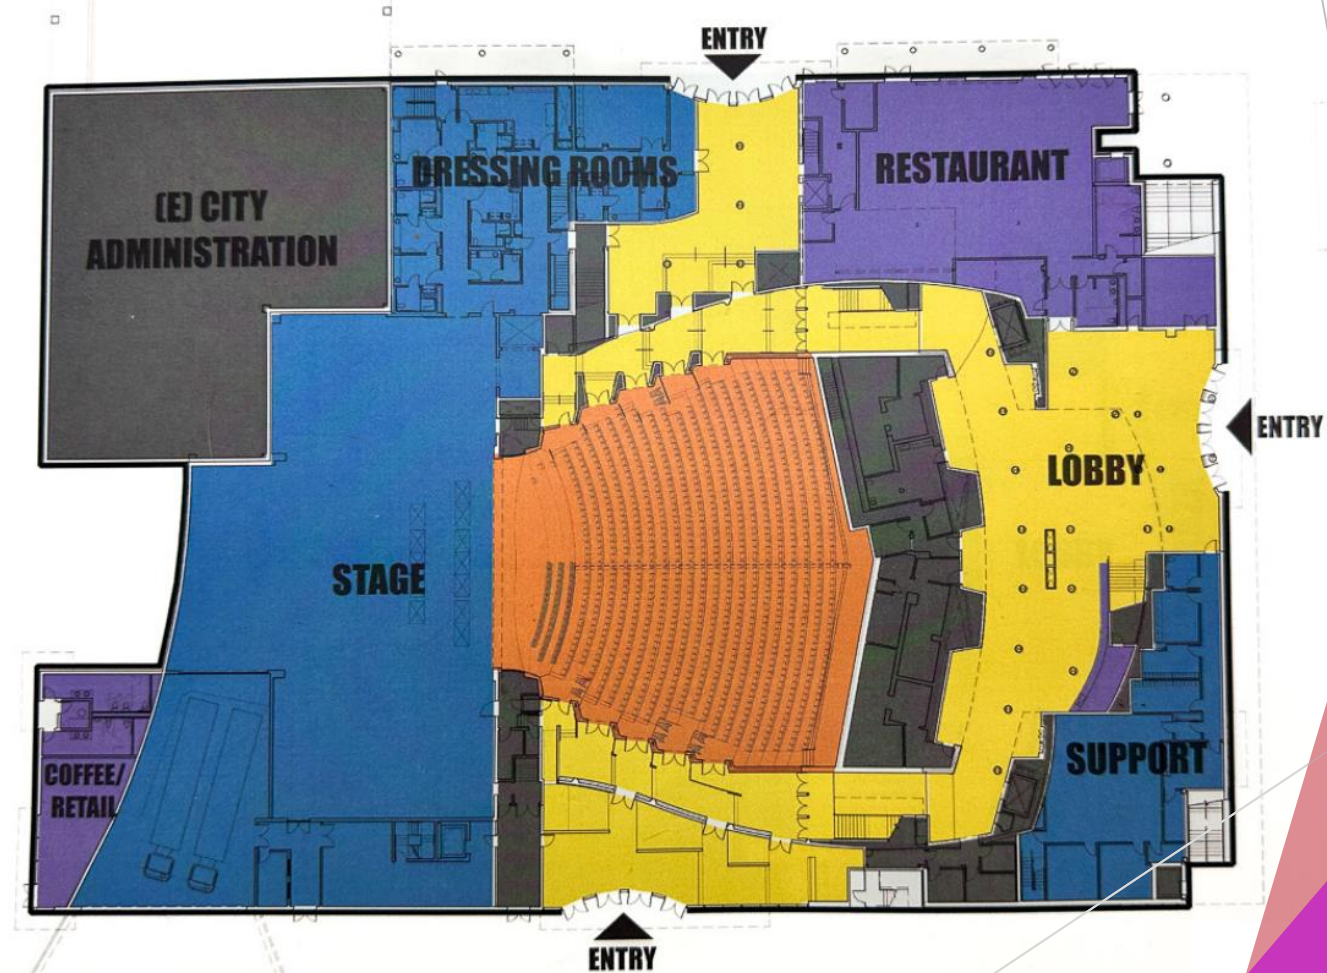 ENTRY
DRESSING ROOMS
RESTAURANT
(E) CITY
ADMINISTRATION
ENTRY
LOBBY
STAGE
SUPPORT
COFFEE/
RETAIL
ENTRY